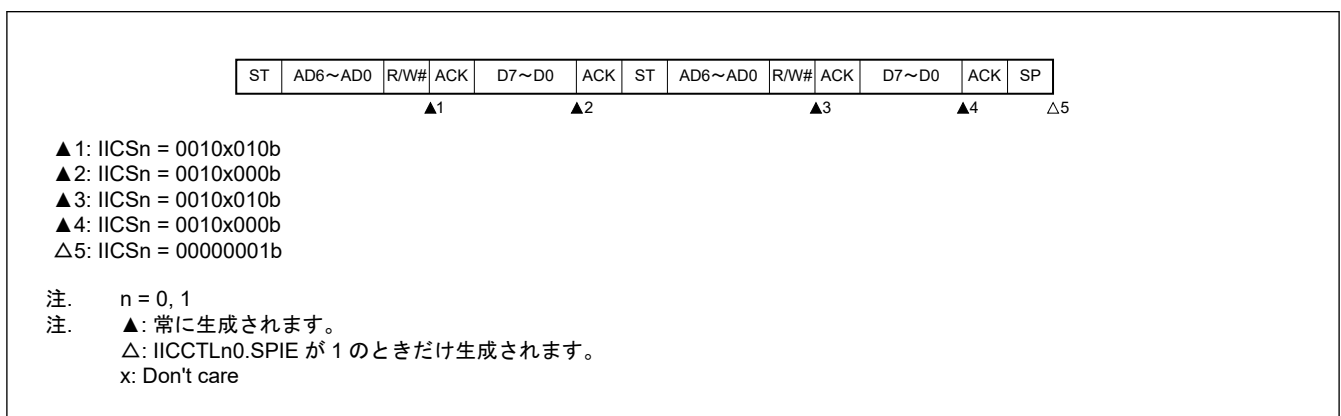 ST AD6～AD0 R/W# ACK D7～D0 ACK ST AD6～AD0 R/W# ACK D7～D0 ACK SP
▲1 ▲2 ▲3 ▲4 △5
▲1: IICSn = 0010x010b
▲2: IICSn = 0010x000b
▲3: IICSn = 0010x010b
▲4: IICSn = 0010x000b
△5: IICSn = 00000001b
注. n = 0, 1
注. ▲: 常に生成されます。
△: IICCTLn0.SPIE が 1 のときだけ生成されます。
x: Don't care